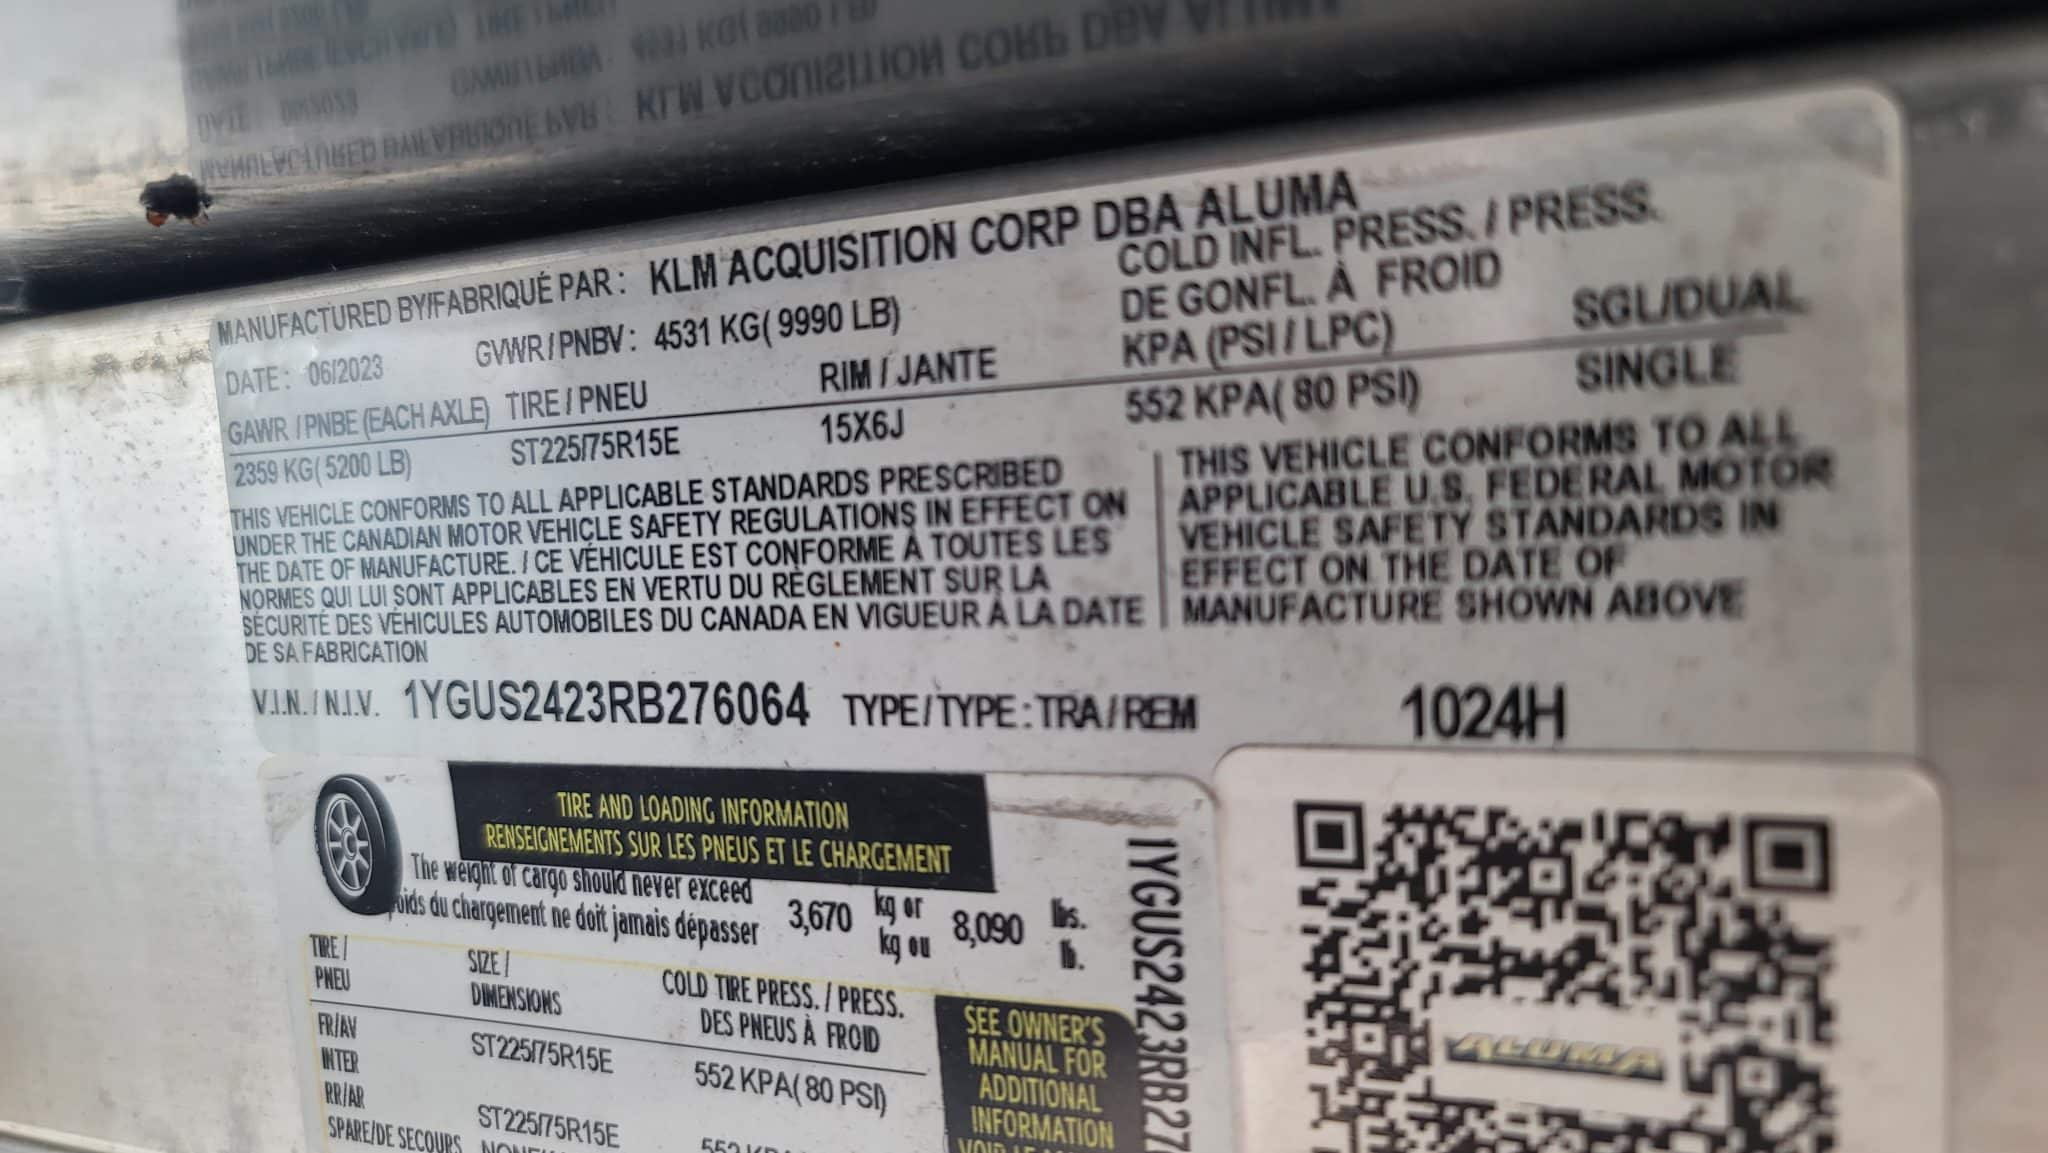 MANUFACTURED BY/FABRIQUÉ PAR: KLM ACQUISITION CORP DBA ALUMA
DATE: 06/2023 GVWR / PNBV: 4531 KG( 9990 LB)
COLD INFL. PRESS. / PRESS.
DE GONFL. À FROID
GAWR / PNBE (EACH AXLE) TIRE / PNEU RIM / JANTE KPA (PSI / LPC) SGL/DUAL
2359 KG( 5200 LB) ST225/75R15E 15X6J 552 KPA( 80 PSI) SINGLE
THIS VEHICLE CONFORMS TO ALL APPLICABLE STANDARDS PRESCRIBED
UNDER THE CANADIAN MOTOR VEHICLE SAFETY REGULATIONS IN EFFECT ON
THE DATE OF MANUFACTURE. / CE VÉHICULE EST CONFORME À TOUTES LES
NORMES QUI LUI SONT APPLICABLES EN VERTU DU RÈGLEMENT SUR LA
SÉCURITÉ DES VÉHICULES AUTOMOBILES DU CANADA EN VIGUEUR À LA DATE
DE SA FABRICATION
THIS VEHICLE CONFORMS TO ALL
APPLICABLE U.S. FEDERAL MOTOR
VEHICLE SAFETY STANDARDS IN
EFFECT ON THE DATE OF
MANUFACTURE SHOWN ABOVE
V.I.N. / N.I.V. 1YGUS2423RB276064 TYPE / TYPE : TRA / REM 1024H
TIRE AND LOADING INFORMATION
RENSEIGNEMENTS SUR LES PNEUS ET LE CHARGEMENT
The weight of cargo should never exceed 3,670 kg or 8,090 lbs.
du chargement ne doit jamais dépasser kg ou lb.
TIRE / SIZE / COLD TIRE PRESS. / PRESS.
PNEU DIMENSIONS DES PNEUS À FROID
FR/AV ST225/75R15E 552 KPA( 80 PSI)
INTER
RR/AR ST225/75R15E
SPARE/DE SECOURS
SEE OWNER'S
MANUAL FOR
ADDITIONAL
INFORMATION
1YGUS2423RB27
ALUMA